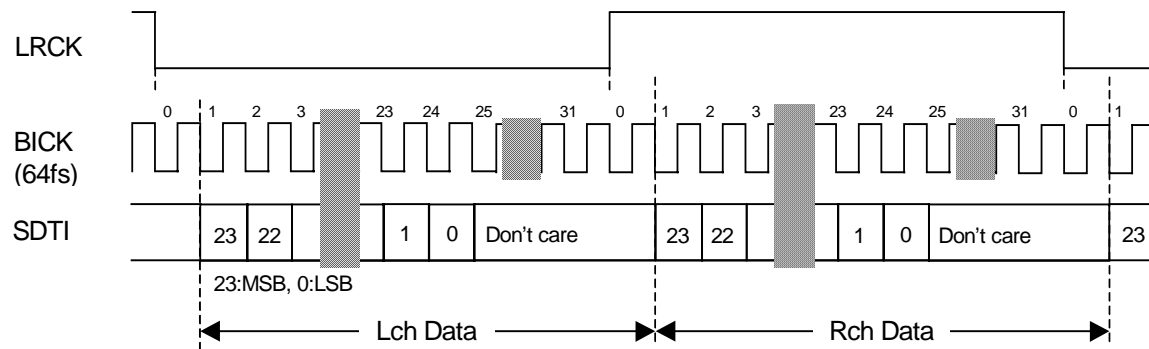 LRCK
0 1 2 3 23 24 25 31 0 1 2 3 23 24 25 31 0 1
BICK
(64fs)
SDTI 23 22 1 0 Don't care 23 22 1 0 Don't care 23
23:MSB, 0:LSB
Lch Data Rch Data